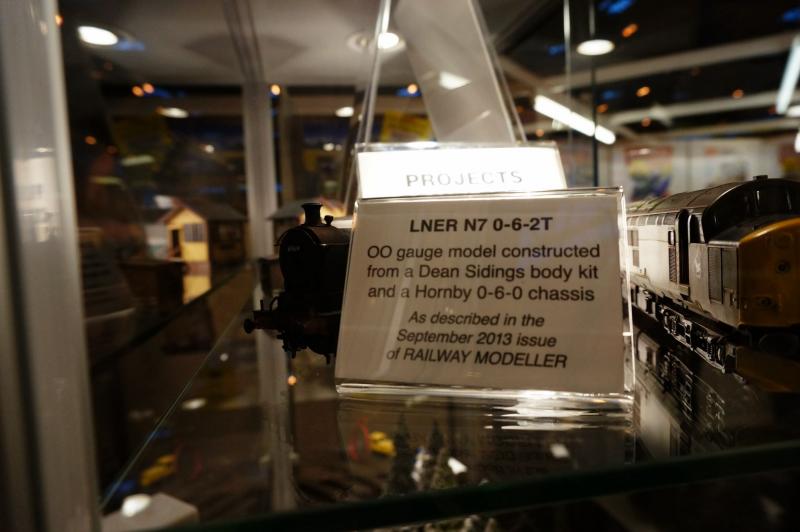 PROJECTS
LNER N7 0-6-2T
OO gauge model constructed
from a Dean Sidings body kit
and a Hornby 0-6-0 chassis
As described in the
September 2013 issue
of RAILWAY MODELLER